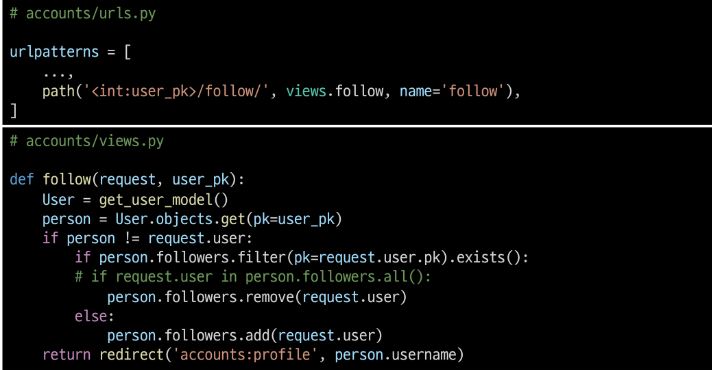 # accounts/urls.py
urlpatterns = [
    ...,
    path('<int:user_pk>/follow/', views.follow, name='follow'),
]
# accounts/views.py
def follow(request, user_pk):
    User = get_user_model()
    person = User.objects.get(pk=user_pk)
    if person != request.user:
        if person.followers.filter(pk=request.user.pk).exists():
        # if request.user in person.followers.all():
            person.followers.remove(request.user)
        else:
            person.followers.add(request.user)
    return redirect('accounts:profile', person.username)